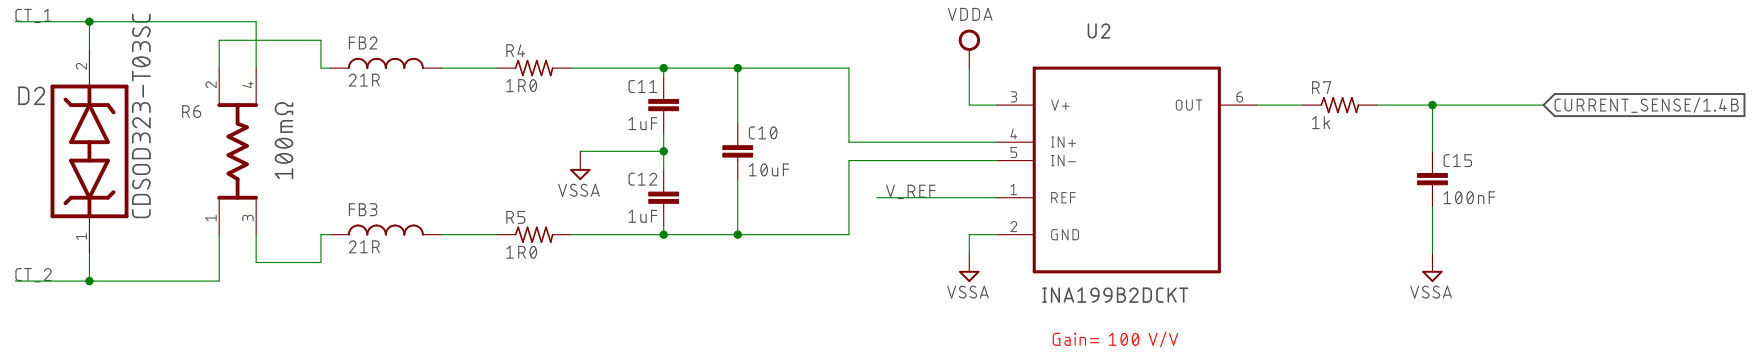 CT_1
D2
CDSOD323-T03SC
2
1
CT_2
2
4
R6
100mΩ
1
3
FB2
21R
R4
1R0
FB3
21R
R5
1R0
C11
1uF
C12
1uF
VSSA
C10
10uF
VDDA
U2
3
V+
4
IN+
5
IN-
V_REF
1
REF
2
GND
OUT
6
VSSA
INA199B2DCKT
Gain= 100 V/V
R7
1k
C15
100nF
VSSA
CURRENT_SENSE/1.4B